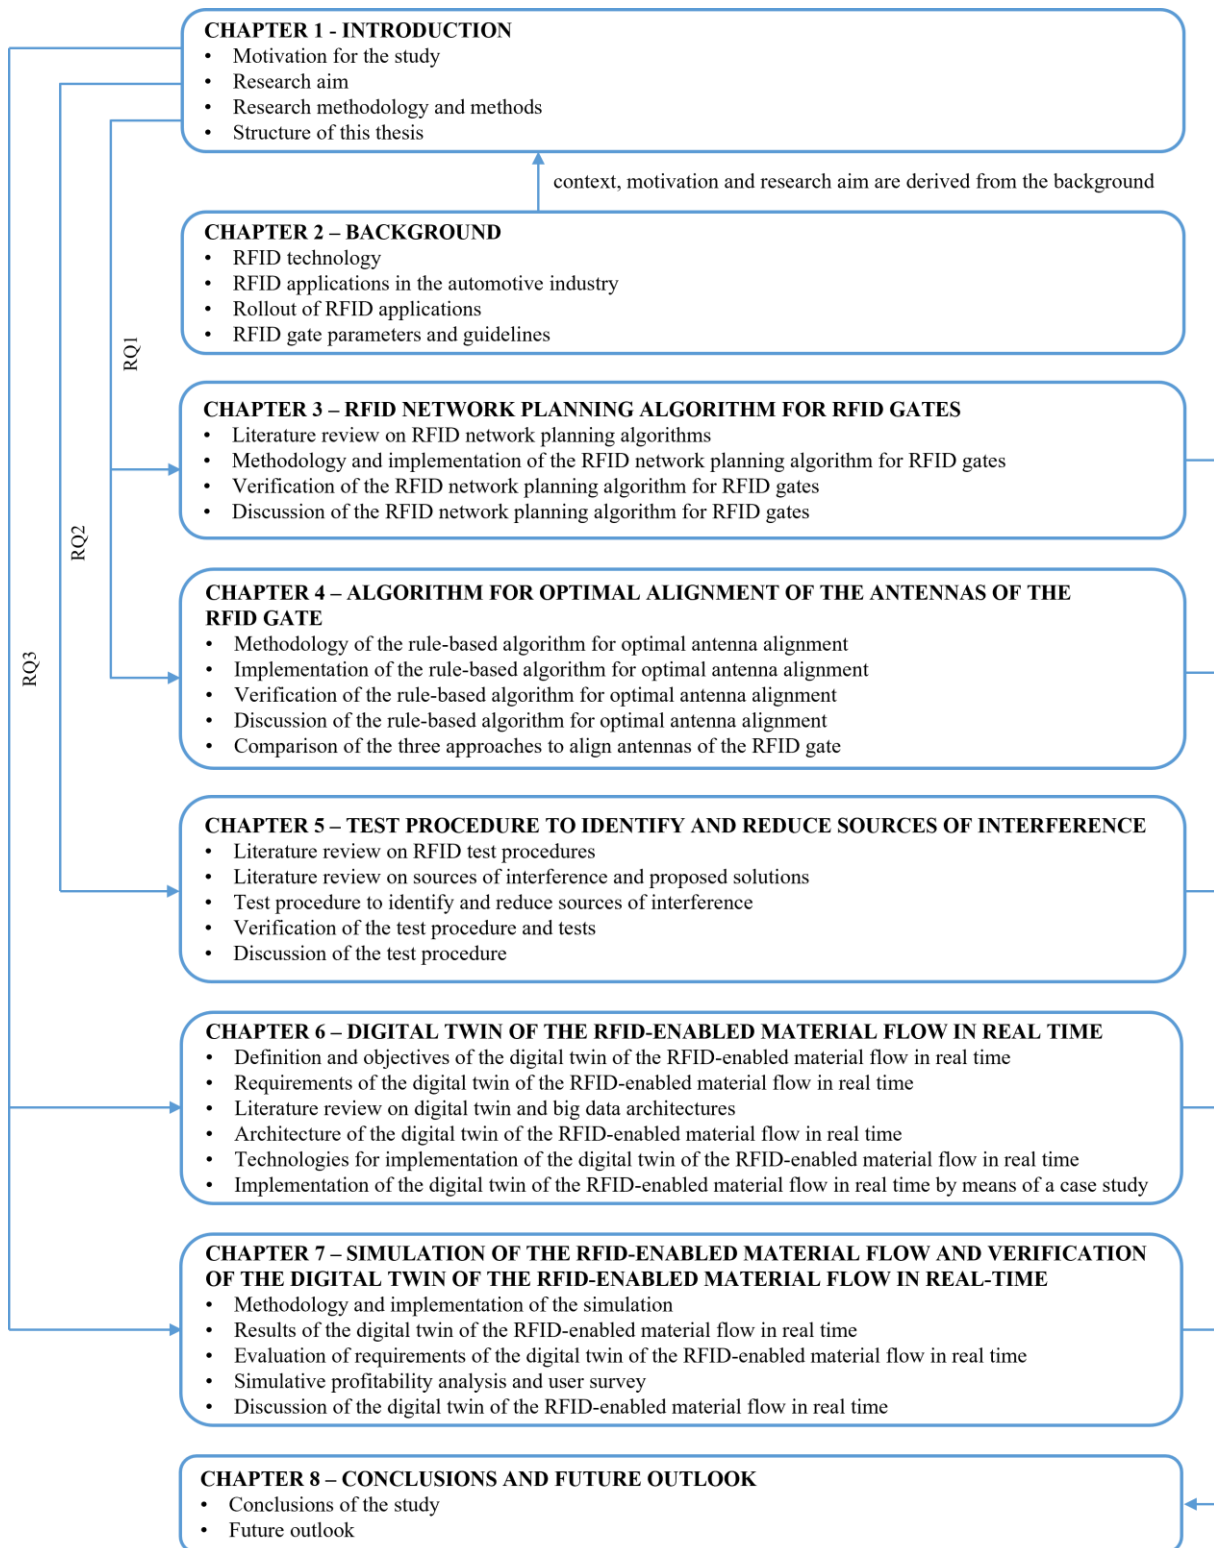 CHAPTER 1 - INTRODUCTION
• Motivation for the study
• Research aim
• Research methodology and methods
• Structure of this thesis
context, motivation and research aim are derived from the background
CHAPTER 2 – BACKGROUND
• RFID technology
• RFID applications in the automotive industry
• Rollout of RFID applications
• RFID gate parameters and guidelines
RQ1
CHAPTER 3 – RFID NETWORK PLANNING ALGORITHM FOR RFID GATES
• Literature review on RFID network planning algorithms
• Methodology and implementation of the RFID network planning algorithm for RFID gates
• Verification of the RFID network planning algorithm for RFID gates
• Discussion of the RFID network planning algorithm for RFID gates
RQ2
CHAPTER 4 – ALGORITHM FOR OPTIMAL ALIGNMENT OF THE ANTENNAS OF THE
RFID GATE
• Methodology of the rule-based algorithm for optimal antenna alignment
• Implementation of the rule-based algorithm for optimal antenna alignment
• Verification of the rule-based algorithm for optimal antenna alignment
• Discussion of the rule-based algorithm for optimal antenna alignment
• Comparison of the three approaches to align antennas of the RFID gate
RQ3
CHAPTER 5 – TEST PROCEDURE TO IDENTIFY AND REDUCE SOURCES OF INTERFERENCE
• Literature review on RFID test procedures
• Literature review on sources of interference and proposed solutions
• Test procedure to identify and reduce sources of interference
• Verification of the test procedure and tests
• Discussion of the test procedure
CHAPTER 6 – DIGITAL TWIN OF THE RFID-ENABLED MATERIAL FLOW IN REAL TIME
• Definition and objectives of the digital twin of the RFID-enabled material flow in real time
• Requirements of the digital twin of the RFID-enabled material flow in real time
• Literature review on digital twin and big data architectures
• Architecture of the digital twin of the RFID-enabled material flow in real time
• Technologies for implementation of the digital twin of the RFID-enabled material flow in real time
• Implementation of the digital twin of the RFID-enabled material flow in real time by means of a case study
CHAPTER 7 – SIMULATION OF THE RFID-ENABLED MATERIAL FLOW AND VERIFICATION
OF THE DIGITAL TWIN OF THE RFID-ENABLED MATERIAL FLOW IN REAL-TIME
• Methodology and implementation of the simulation
• Results of the digital twin of the RFID-enabled material flow in real time
• Evaluation of requirements of the digital twin of the RFID-enabled material flow in real time
• Simulative profitability analysis and user survey
• Discussion of the digital twin of the RFID-enabled material flow in real time
CHAPTER 8 – CONCLUSIONS AND FUTURE OUTLOOK
• Conclusions of the study
• Future outlook